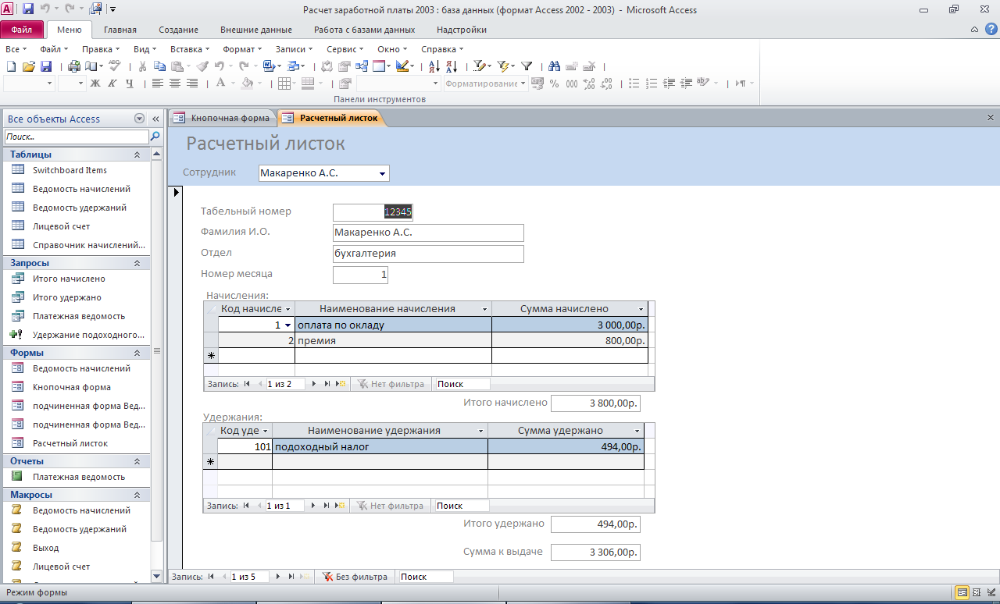 Расчет заработной платы 2003 : база данных (формат Access 2002 - 2003) - Microsoft Access
Файл Меню Главная Создание Внешние данные Работа с базами данных Надстройки
Все Файл Правка Вид Вставка Формат Записи Сервис Окно Справка
Ж К Ч А Форматирование % 000
Панели инструментов
Все объекты Access
Поиск...
Таблицы
Switchboard Items
Ведомость начислений
Ведомость удержаний
Лицевой счет
Справочник начислений...
Запросы
Итого начислено
Итого удержано
Платежная ведомость
Удержание подоходного...
Формы
Ведомость начислений
Кнопочная форма
подчиненная форма Вед...
подчиненная форма Вед...
Расчетный листок
Отчеты
Платежная ведомость
Макросы
Ведомость начислений
Ведомость удержаний
Выход
Лицевой счет
Кнопочная форма Расчетный листок
Расчетный листок
Сотрудник Макаренко А.С.
Табельный номер 12345
Фамилия И.О. Макаренко А.С.
Отдел бухгалтерия
Номер месяца 1
Начисления:
Код начисле Наименование начисления Сумма начислено
1 оплата по окладу 3 000,00р.
2 премия 800,00р.
Запись: 1 из 2 Нет фильтра Поиск
Итого начислено 3 800,00р.
Удержания:
Код уде Наименование удержания Сумма удержано
101 подоходный налог 494,00р.
Запись: 1 из 1 Нет фильтра Поиск
Итого удержано 494,00р.
Сумма к выдаче 3 306,00р.
Запись: 1 из 5 Без фильтра Поиск
Режим формы